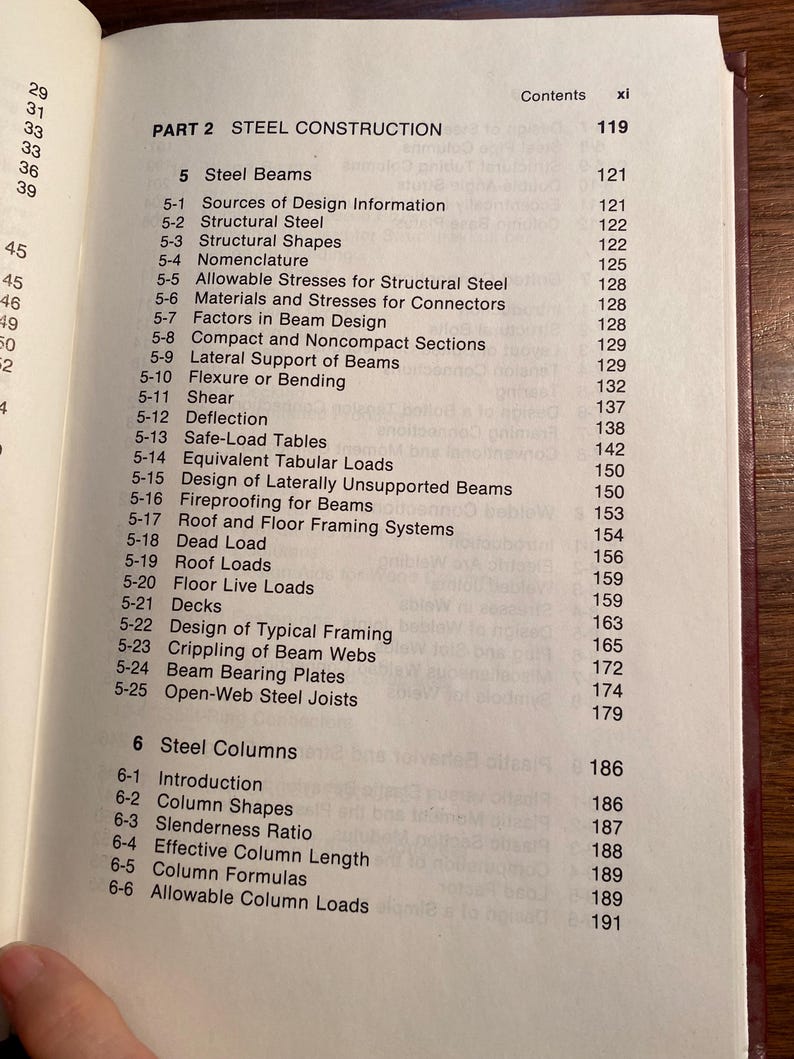 29
31
33
33
36
39
45
45
46
49
50
52
4
Contents xi
PART 2 STEEL CONSTRUCTION 119
5 Steel Beams 121
5-1 Sources of Design Information 121
5-2 Structural Steel 122
5-3 Structural Shapes 122
5-4 Nomenclature 125
5-5 Allowable Stresses for Structural Steel 128
5-6 Materials and Stresses for Connectors 128
5-7 Factors in Beam Design 128
5-8 Compact and Noncompact Sections 129
5-9 Lateral Support of Beams 129
5-10 Flexure or Bending 132
5-11 Shear 137
5-12 Deflection 138
5-13 Safe-Load Tables 142
5-14 Equivalent Tabular Loads 150
5-15 Design of Laterally Unsupported Beams 150
5-16 Fireproofing for Beams 153
5-17 Roof and Floor Framing Systems 154
5-18 Dead Load 156
5-19 Roof Loads 159
5-20 Floor Live Loads 159
5-21 Decks 163
5-22 Design of Typical Framing 165
5-23 Crippling of Beam Webs 172
5-24 Beam Bearing Plates 174
5-25 Open-Web Steel Joists 179
6 Steel Columns 186
6-1 Introduction 186
6-2 Column Shapes 187
6-3 Slenderness Ratio 188
6-4 Effective Column Length 189
6-5 Column Formulas 189
6-6 Allowable Column Loads 191